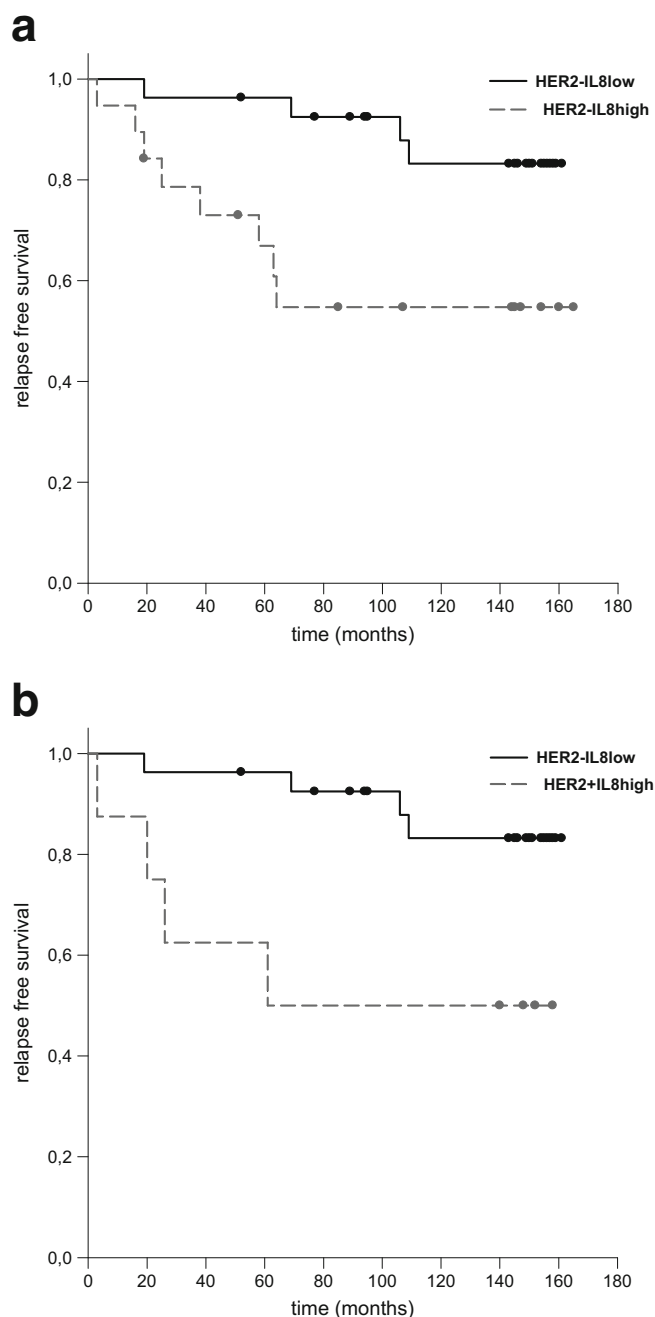 a
HER2-IL8low
HER2-IL8high
1,0
0,8
0,6
0,4
0,2
0,0
relapse free survival
0 20 40 60 80 100 120 140 160 180
time (months)
b
HER2-IL8low
HER2+IL8high
1,0
0,8
0,6
0,4
0,2
0,0
relapse free survival
0 20 40 60 80 100 120 140 160 180
time (months)